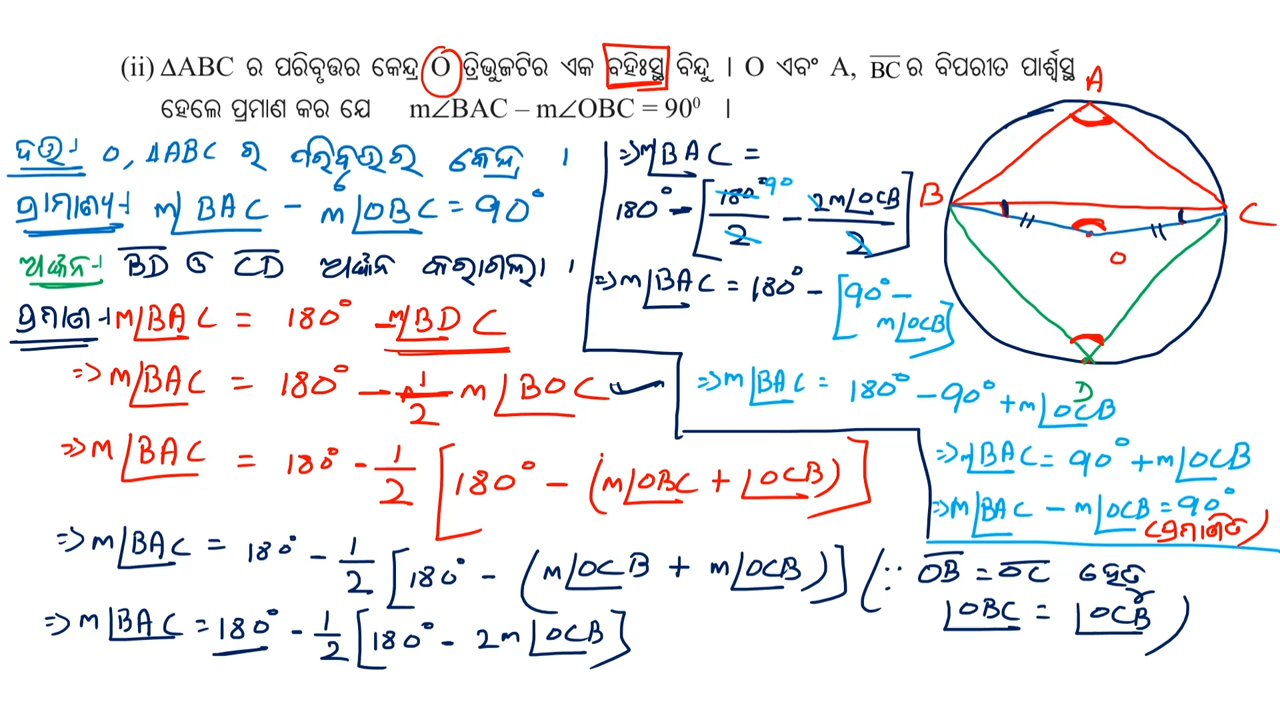 (ii) ΔABC ର ପରିବୃତ୍ତର କେନ୍ଦ୍ର O ତ୍ରିଭୁଜଟିର ଏକ ବହିଃସ୍ଥ ବିନ୍ଦୁ । O ଏବଂ A, BC ର ବିପରୀତ ପାର୍ଶ୍ୱସ୍ଥ
ହେଲେ ପ୍ରମାଣ କର ଯେ m∠BAC – m∠OBC = 90⁰ ।
ଦତ୍ତ :- O, ΔABC ର ପରିବୃତ୍ତର କେନ୍ଦ୍ର ।
ପ୍ରାମାଣ୍ୟ :- m∠BAC - m∠OBC = 90°
ଅଙ୍କନ :- BD ଓ CD ଅଙ୍କନ କରାଗଲା ।
ପ୍ରମାଣ :- m∠BAC = 180° - m∠BDC
=> m∠BAC = 180° - 1/2 m∠BOC
=> m∠BAC = 180° - 1/2 [180° - (m∠OBC + ∠OCB)]
=> m∠BAC = 180° - 1/2 [180° - (m∠OCB + m∠OCB)] (∵ OB = OC ହେତୁ
∠OBC = ∠OCB)
=> m∠BAC = 180° - 1/2 [180° - 2m∠OCB]
=> m∠BAC =
180° - [180°/2 - 2m∠OCB/2]
90
=> m∠BAC = 180° - [90° -
m∠OCB]
=> m∠BAC = 180° - 90° + m∠OCB
=> m∠BAC = 90° + m∠OCB
=> m∠BAC - m∠OCB = 90°
(ପ୍ରମାଣିତ)
A
B
C
O
D